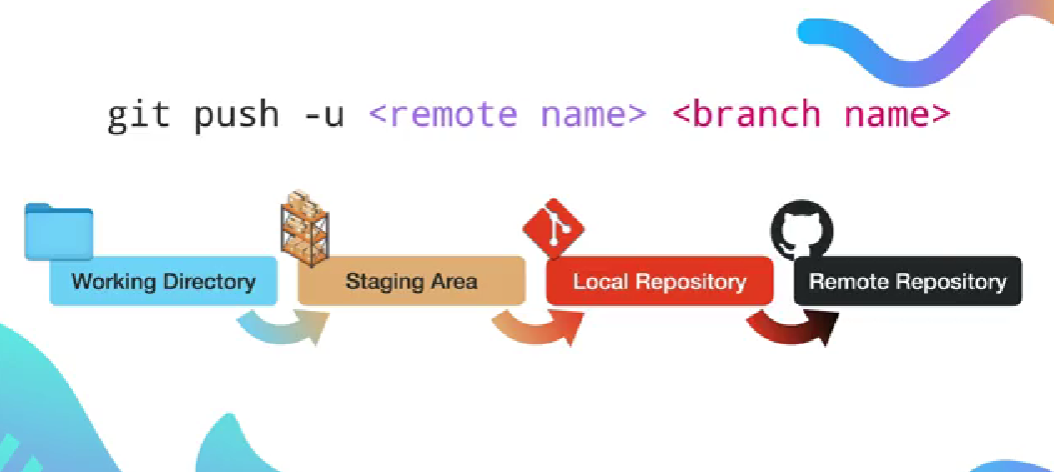 git push -u <remote name> <branch name>
Working Directory
Staging Area
Local Repository
Remote Repository